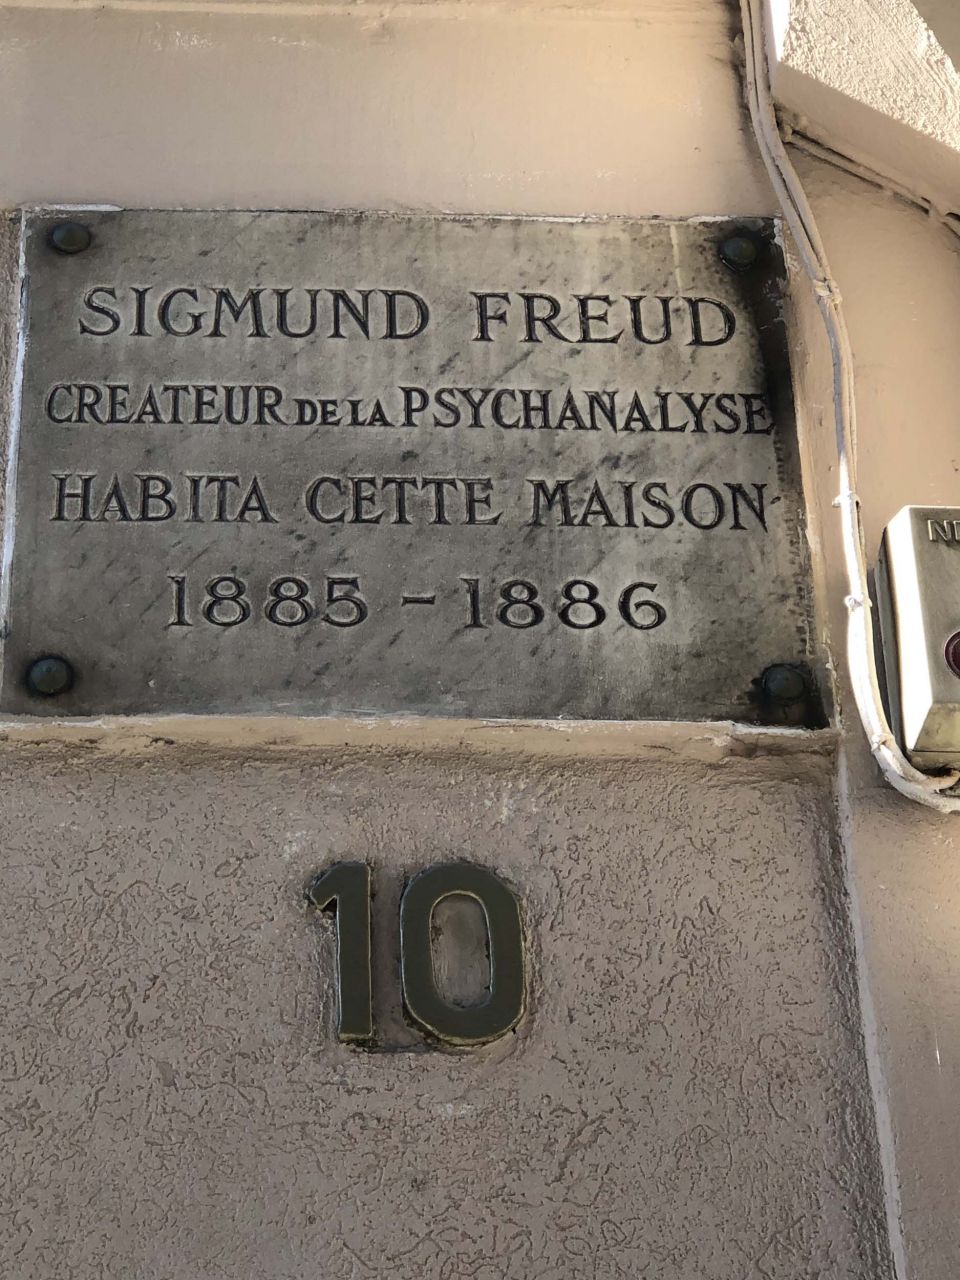 SIGMUND FREUD
CREATEUR DE LA PSYCHANALYSE
HABITA CETTE MAISON
1885 - 1886
10